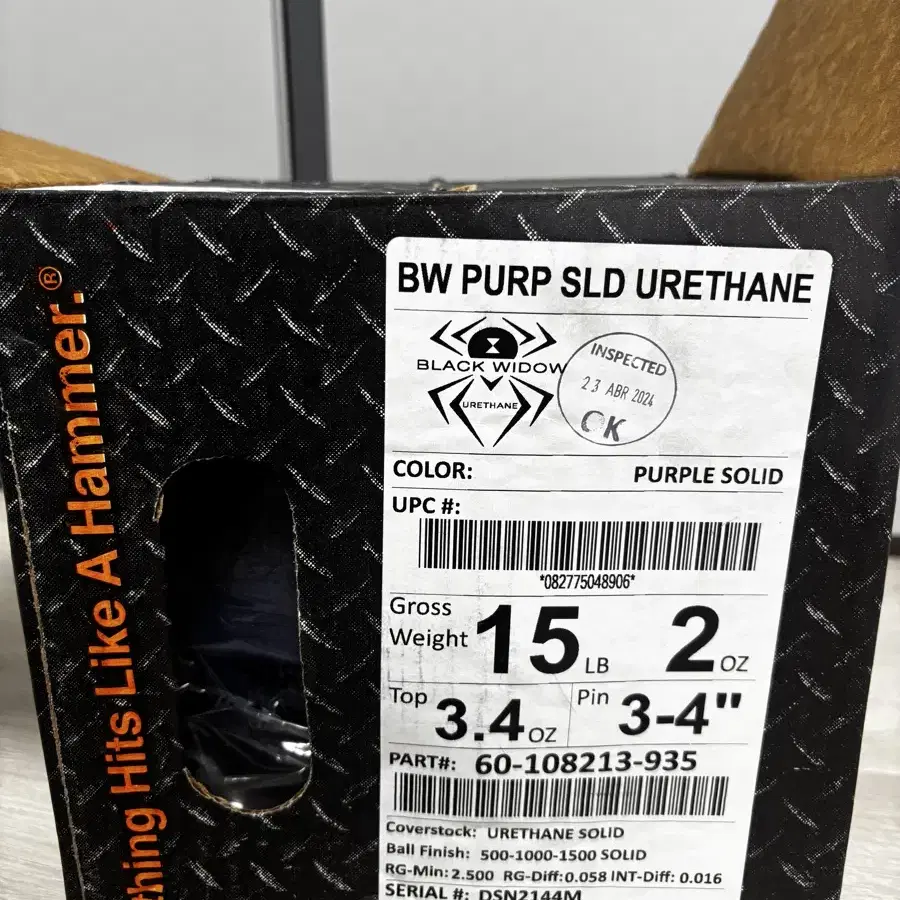 thing Hits Like A Hammer.®
BW PURP SLD URETHANE
BLACK WIDOW
URETHANE
INSPECTED
23 ABR 2024
OK
COLOR: PURPLE SOLID
UPC #:
*082775048906*
Gross Weight 15 LB 2 OZ
Top 3.4 OZ Pin 3-4"
PART#: 60-108213-935
Coverstock: URETHANE SOLID
Ball Finish: 500-1000-1500 SOLID
RG-Min: 2.500 RG-Diff: 0.058 INT-Diff: 0.016
SERIAL #: DSN2144M